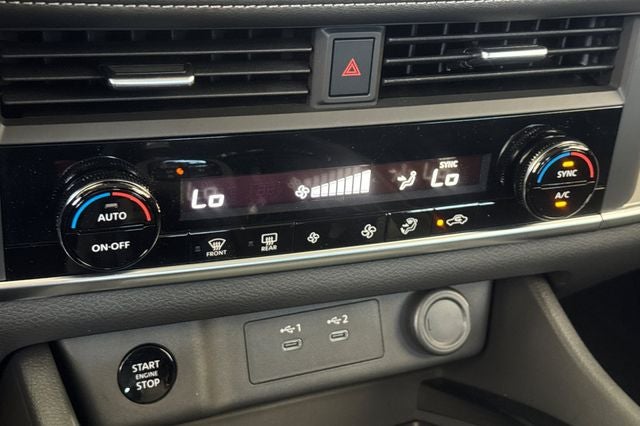 SYNC
Lo
Lo
AUTO
ON·OFF
SYNC
A/C
FRONT
REAR
1
2
START
ENGINE
STOP